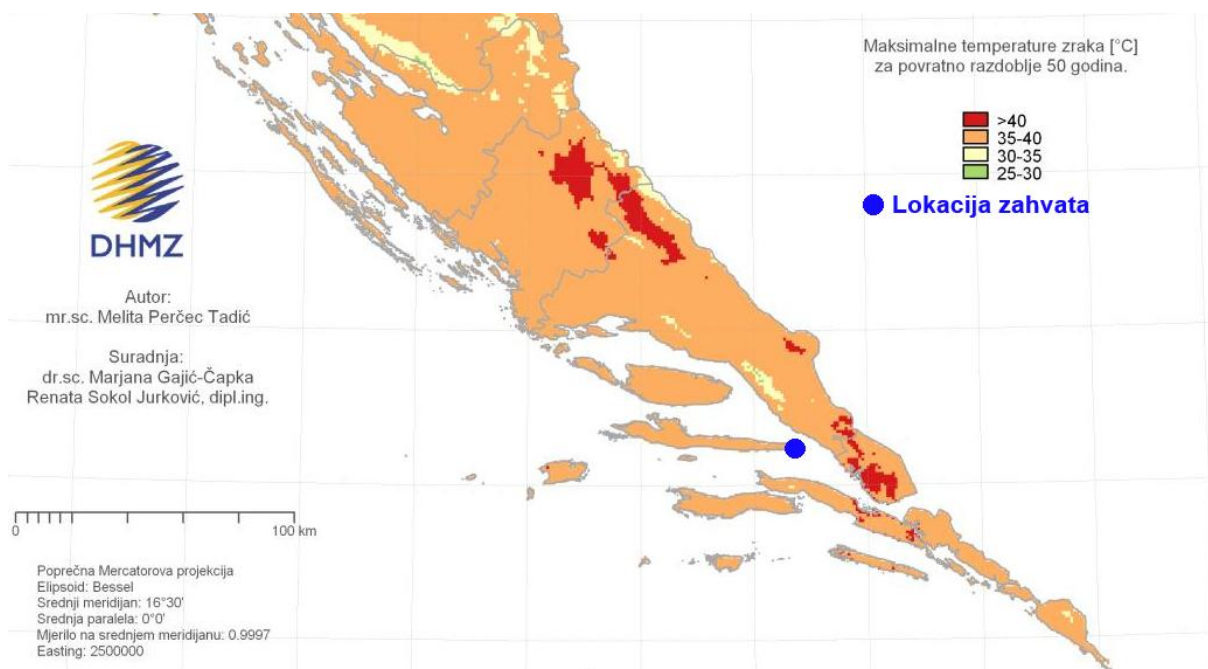 Maksimalne temperature zraka [°C]
za povratno razdoblje 50 godina.
>40
35-40
30-35
25-30
Lokacija zahvata
DHMZ
Autor:
mr.sc. Melita Perčec Tadić
Suradnja:
dr.sc. Marjana Gajić-Čapka
Renata Sokol Jurković, dipl.ing.
0 100 km
Poprečna Mercatorova projekcija
Elipsoid: Bessel
Srednji meridijan: 16°30'
Srednja paralela: 0°0'
Mjerilo na srednjem meridijanu: 0.9997
Easting: 2500000